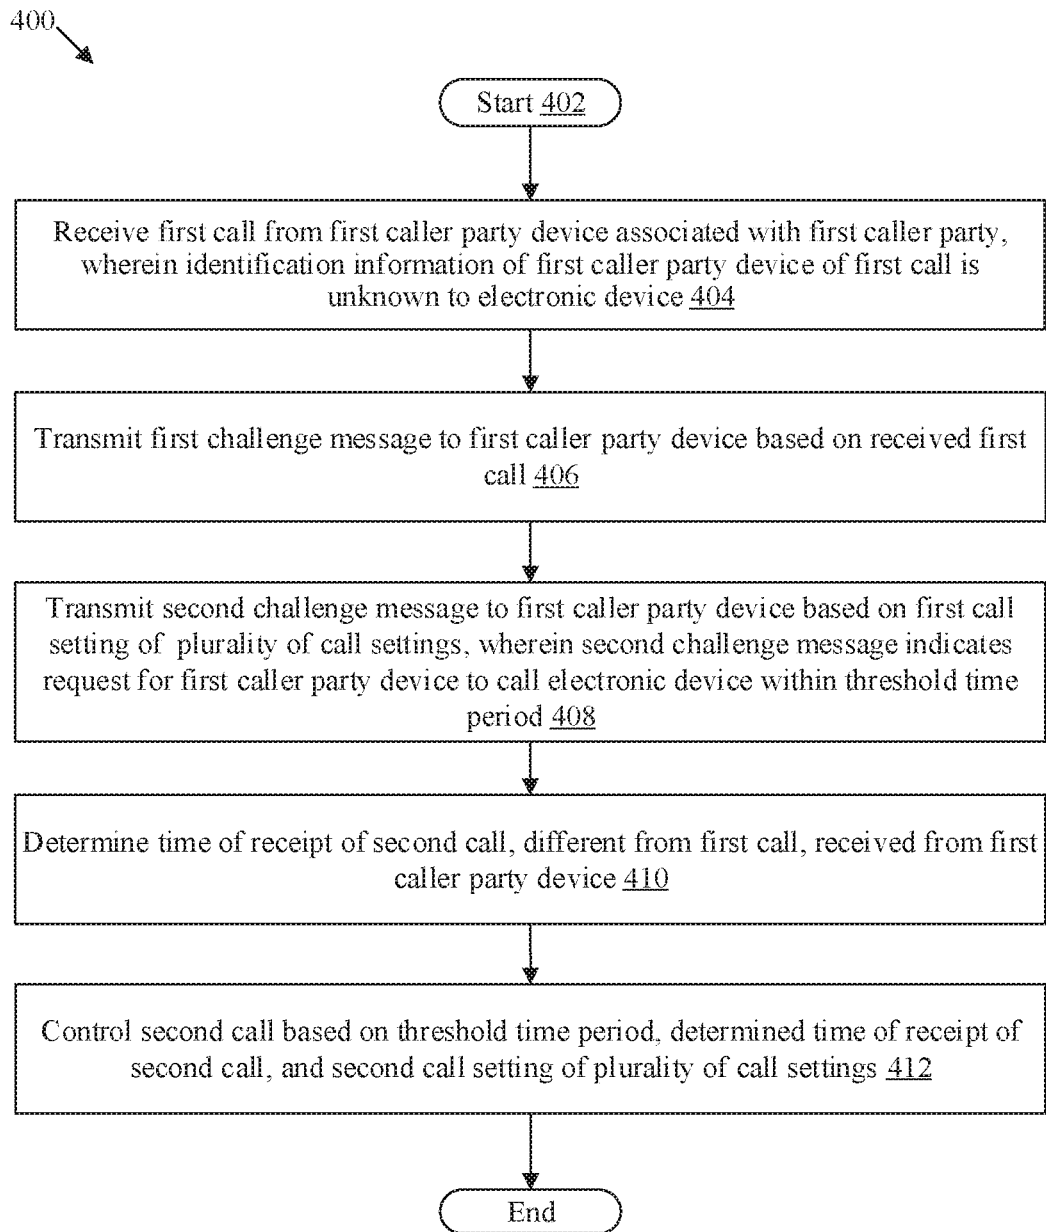 400
Start 402
Receive first call from first caller party device associated with first caller party,
wherein identification information of first caller party device of first call is
unknown to electronic device 404
Transmit first challenge message to first caller party device based on received first
call 406
Transmit second challenge message to first caller party device based on first call
setting of plurality of call settings, wherein second challenge message indicates
request for first caller party device to call electronic device within threshold time
period 408
Determine time of receipt of second call, different from first call, received from first
caller party device 410
Control second call based on threshold time period, determined time of receipt of
second call, and second call setting of plurality of call settings 412
End